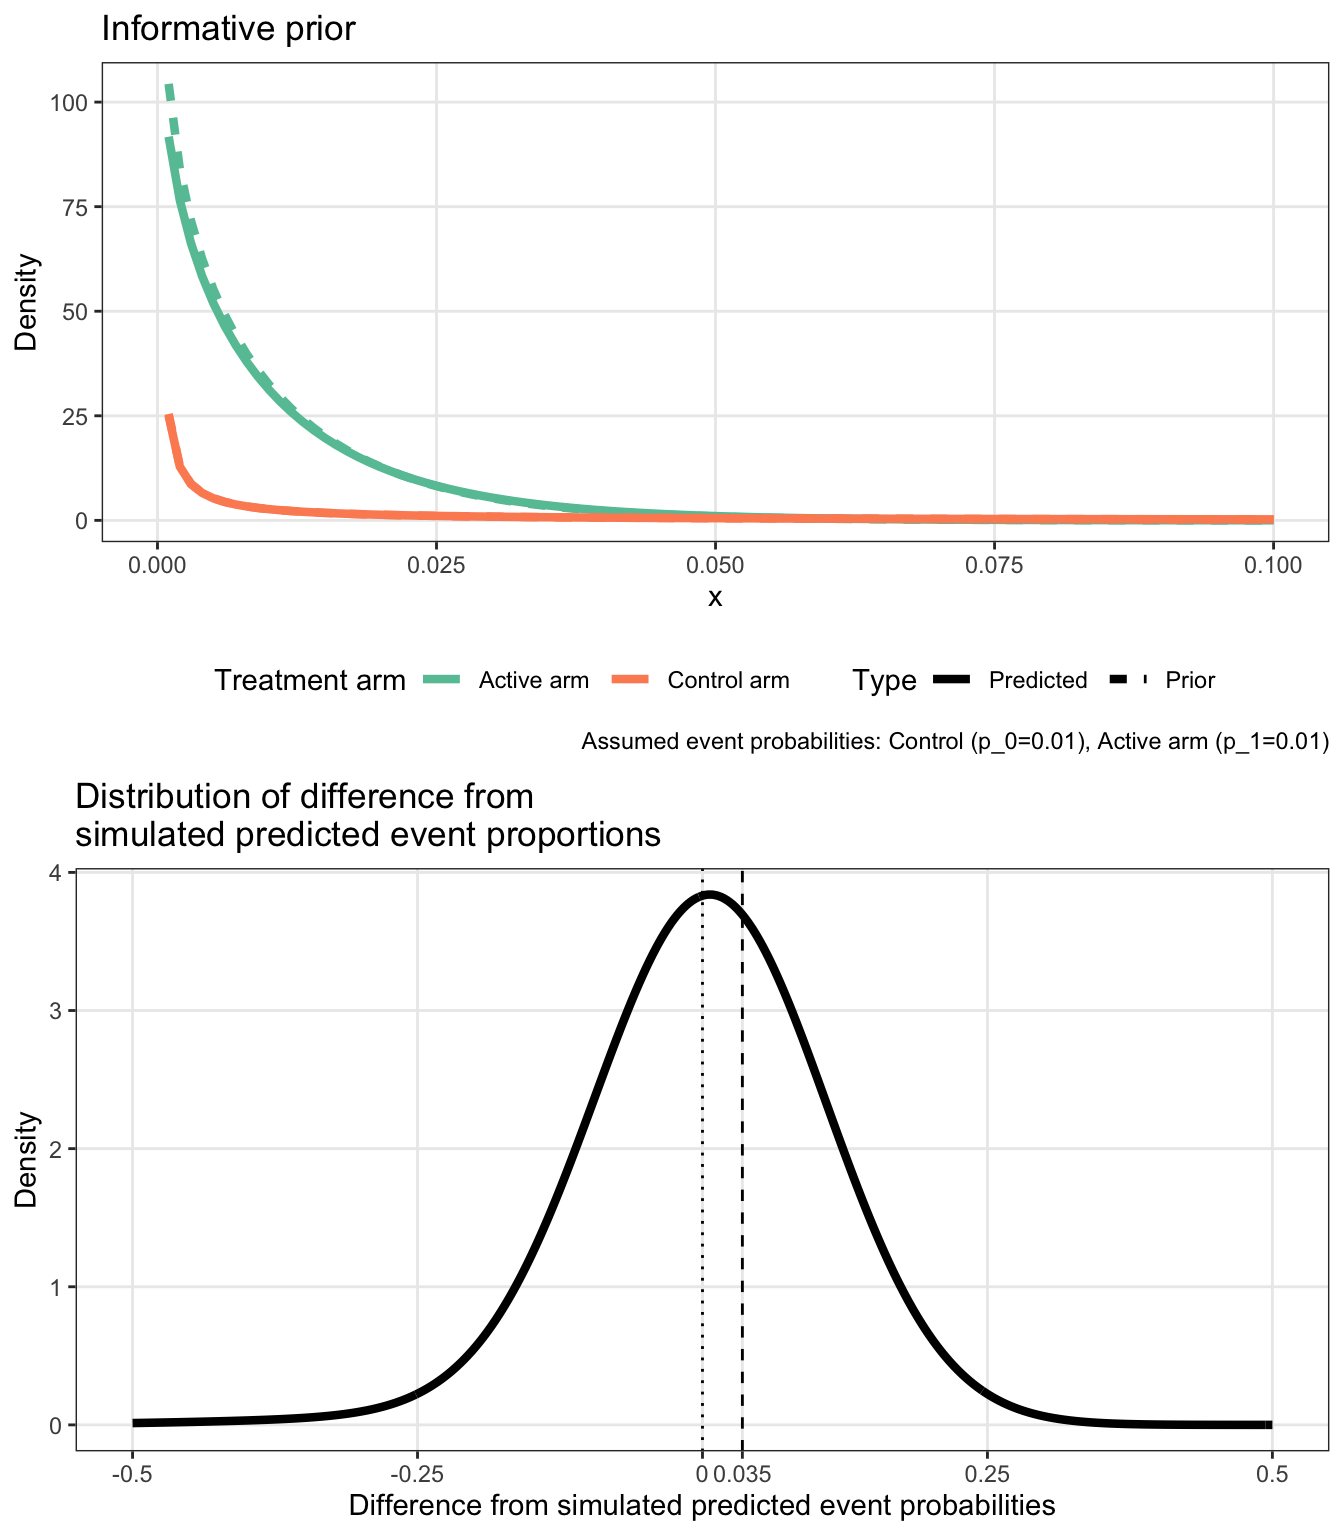 Informative prior
Density
100
75
50
25
0
0.000 0.025 0.050 0.075 0.100
x
Treatment arm Active arm Control arm Type Predicted Prior
Assumed event probabilities: Control (p_0=0.01), Active arm (p_1=0.01)
Distribution of difference from
simulated predicted event proportions
Density
4
3
2
1
0
-0.5 -0.25 0 0.035 0.25 0.5
Difference from simulated predicted event probabilities